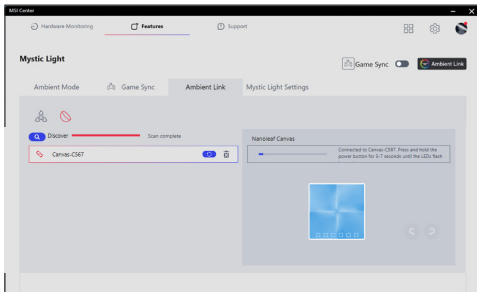 MSI Center
Hardware Monitoring
Features
Support
Mystic Light
Game Sync
Ambient Link
Ambient Mode
Game Sync
Ambient Link
Mystic Light Settings
Discover
Scan complete
Canvas-C567
Nanoleaf Canvas
Connected to Canvas-C567. Press and hold the
power button for 5-7 seconds until the LEDs flash